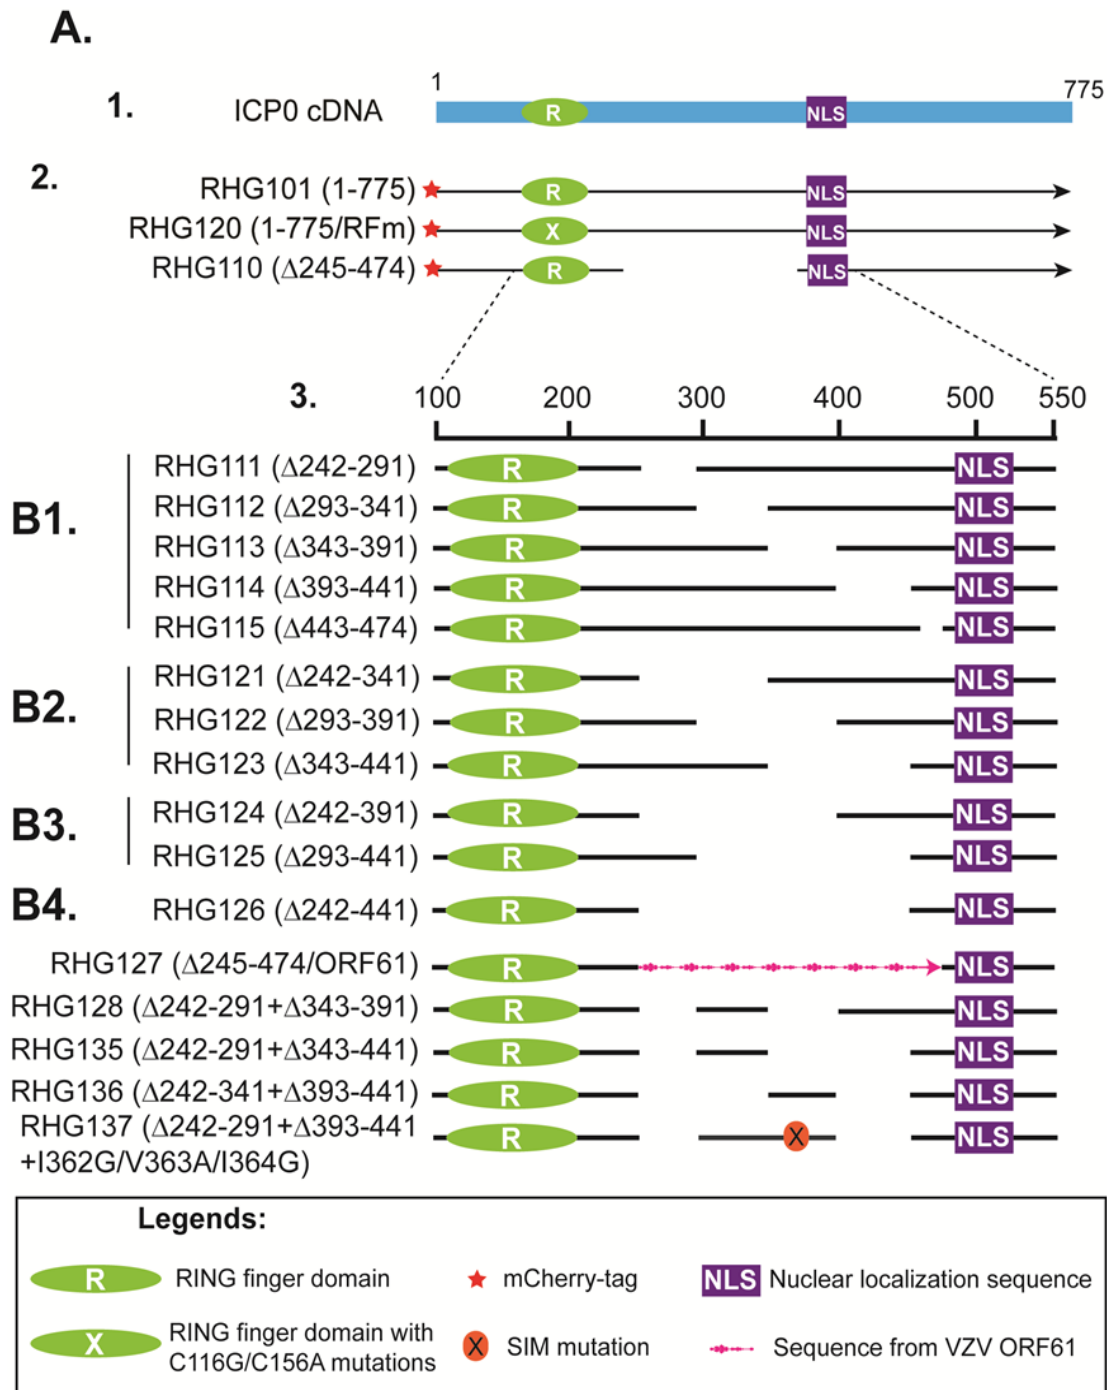 A.
1 775
1. ICP0 cDNA R NLS
2.
RHG101 (1-775) R NLS
RHG120 (1-775/RFm) X NLS
RHG110 (Δ245-474) R NLS
3. 100 200 300 400 500 550
B1.
RHG111 (Δ242-291) R NLS
RHG112 (Δ293-341) R NLS
RHG113 (Δ343-391) R NLS
RHG114 (Δ393-441) R NLS
RHG115 (Δ443-474) R NLS
B2.
RHG121 (Δ242-341) R NLS
RHG122 (Δ293-391) R NLS
RHG123 (Δ343-441) R NLS
B3.
RHG124 (Δ242-391) R NLS
RHG125 (Δ293-441) R NLS
B4.
RHG126 (Δ242-441) R NLS
RHG127 (Δ245-474/ORF61) R NLS
RHG128 (Δ242-291+Δ343-391) R NLS
RHG135 (Δ242-291+Δ343-441) R NLS
RHG136 (Δ242-341+Δ393-441) R NLS
RHG137 (Δ242-291+Δ393-441 R X NLS
+I362G/V363A/I364G)
Legends:
R RING finger domain
mCherry-tag
NLS Nuclear localization sequence
X RING finger domain with
C116G/C156A mutations
X SIM mutation
Sequence from VZV ORF61